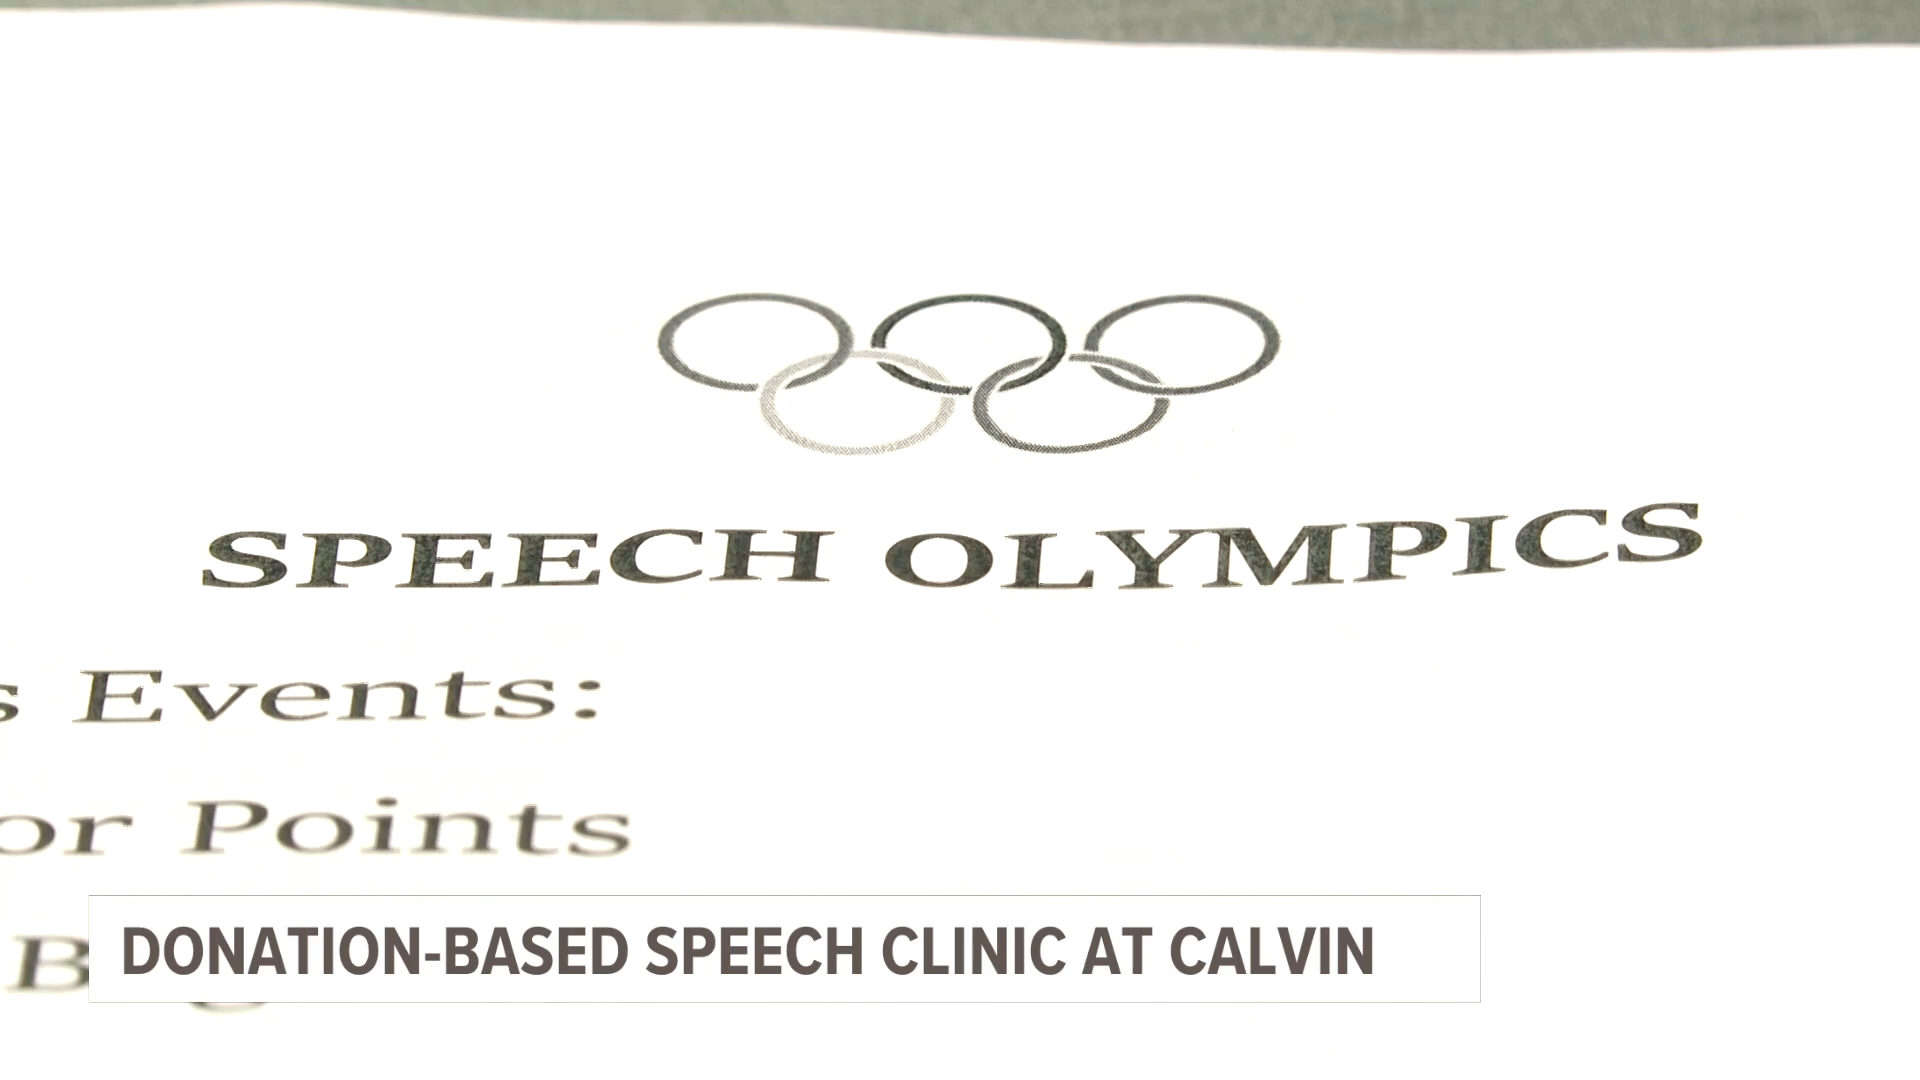 SPEECH OLYMPICS
s Events:
or Points
B
DONATION-BASED SPEECH CLINIC AT CALVIN